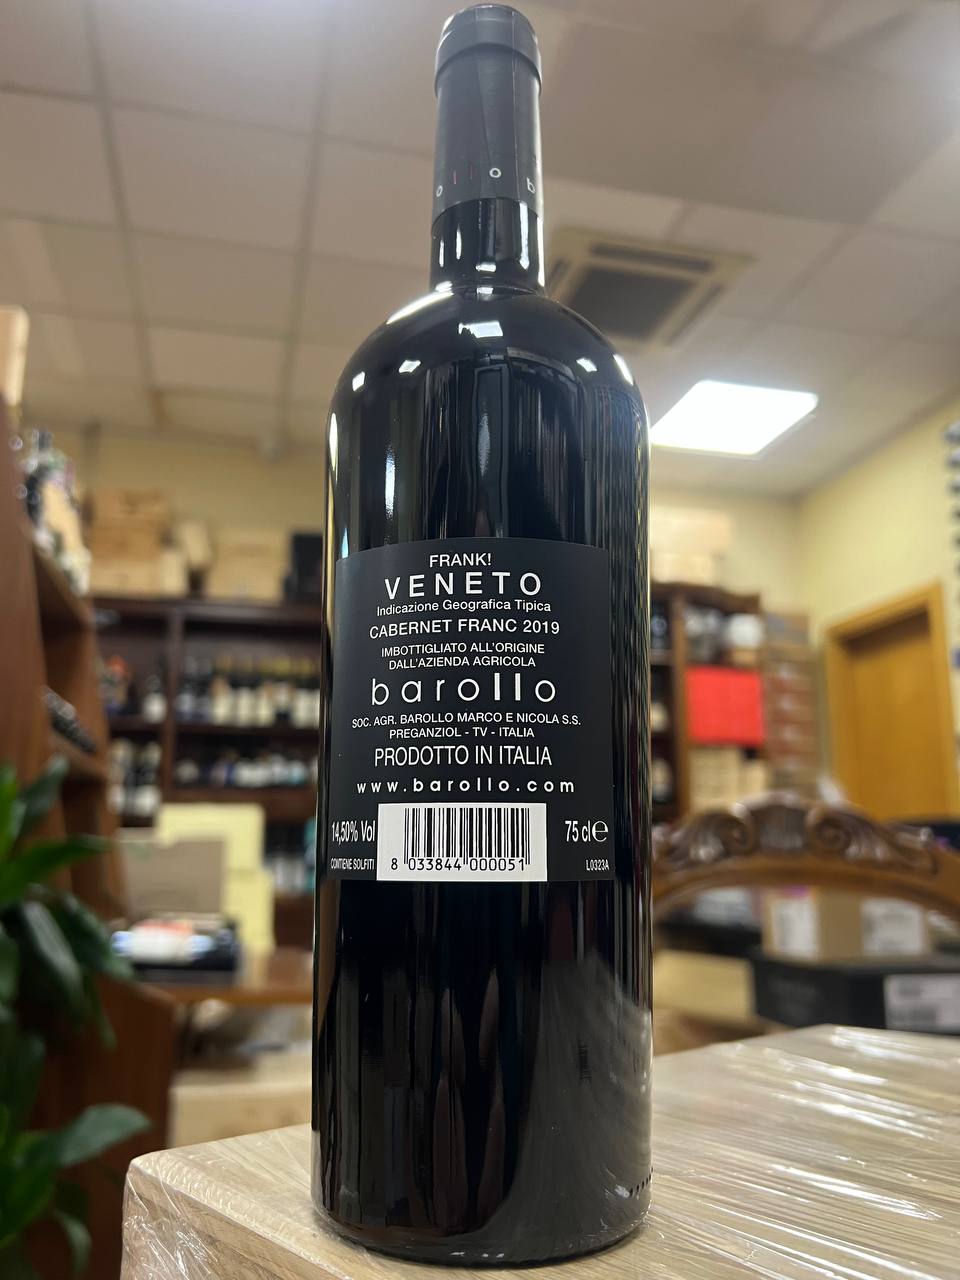 o l l o b
FRANK!
VENETO
Indicazione Geografica Tipica
CABERNET FRANC 2019
IMBOTTIGLIATO ALL'ORIGINE
DALL'AZIENDA AGRICOLA
barollo
SOC. AGR. BAROLLO MARCO E NICOLA S.S.
PREGANZIOL - TV - ITALIA
PRODOTTO IN ITALIA
www.barollo.com
14,50% Vol
75 cl e
CONTIENE SOLFITI
8 033844 000051
L0323A